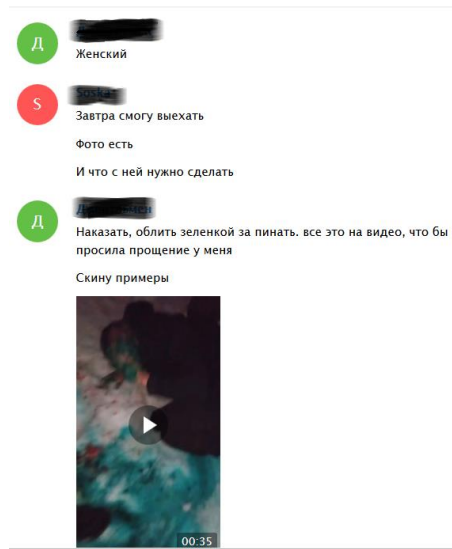 Д
Женский
S
Завтра смогу выехать
Фото есть
И что с ней нужно сделать
Д
Наказать, облить зеленкой за пинать. все это на видео, что бы
просила прощение у меня
Скину примеры
00:35